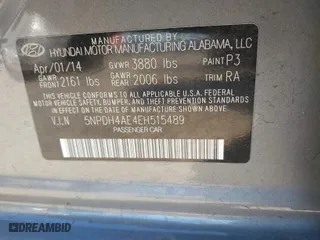 HYUNDAI MOTOR MANUFACTURING ALABAMA, LLC
Apr/01/14 GVWR 3880 lbs PAINT P3
GAWR FRONT 2161 lbs GAWR REAR 2006 lbs TRIM RA
THIS VEHICLE CONFORMS TO ALL APPLICABLE
U.S.A. FEDERAL MOTOR VEHICLE SAFETY, BUMPER, AND
THEFT PREVENTION STANDARDS IN EFFECT ON THE
DATE OF MANUFACTURE SHOWN ABOVE.
V.I.N 5NPDH4AE4EH515489
PASSENGER CAR
DREAMBID